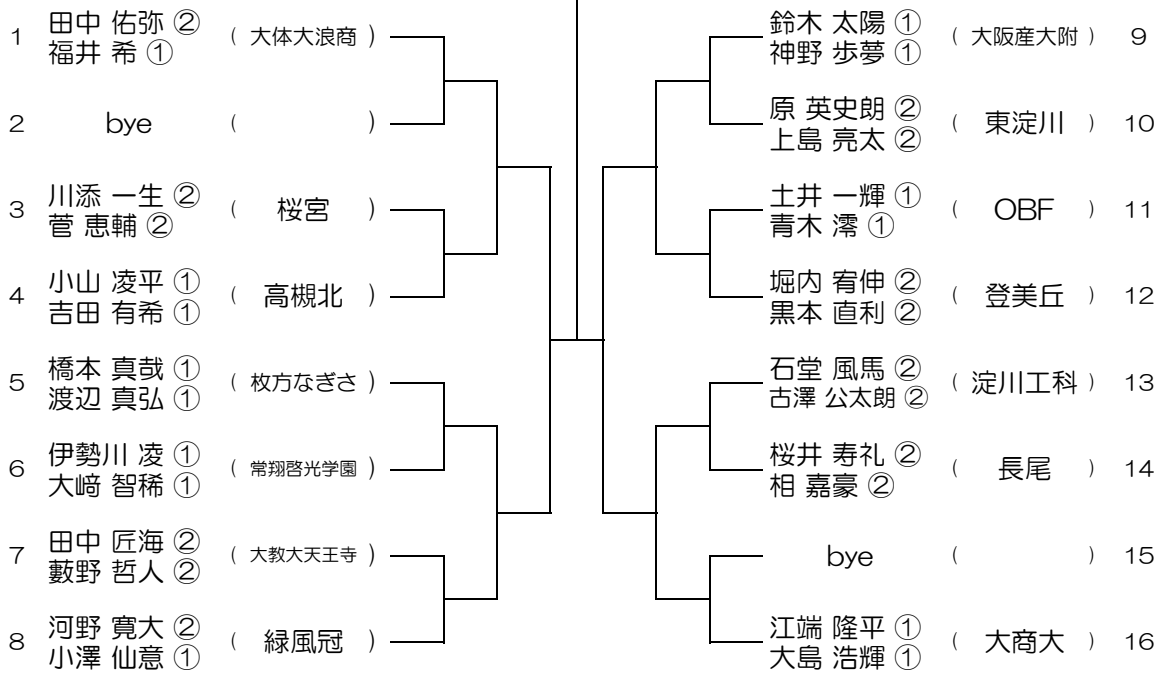 1 田中 佑弥 ② ( 大体大浪商 )
福井 希 ①
2 bye ( )
3 川添 一生 ② ( 桜宮 )
菅 恵輔 ②
4 小山 凌平 ① ( 高槻北 )
吉田 有希 ①
5 橋本 真哉 ① ( 枚方なぎさ )
渡辺 真弘 ①
6 伊勢川 凌 ① ( 常翔啓光学園 )
大﨑 智稀 ①
7 田中 匠海 ② ( 大教大天王寺 )
藪野 哲人 ②
8 河野 寛大 ② ( 緑風冠 )
小澤 仙意 ①
鈴木 太陽 ① ( 大阪産大附 ) 9
神野 歩夢 ①
原 英史朗 ② ( 東淀川 ) 10
上島 亮太 ②
土井 一輝 ① ( OBF ) 11
青木 澪 ①
堀内 宥伸 ② ( 登美丘 ) 12
黒本 直利 ②
石堂 風馬 ② ( 淀川工科 ) 13
古澤 公太朗 ②
桜井 寿礼 ② ( 長尾 ) 14
相 嘉豪 ②
bye ( ) 15
江端 隆平 ① ( 大商大 ) 16
大島 浩輝 ①